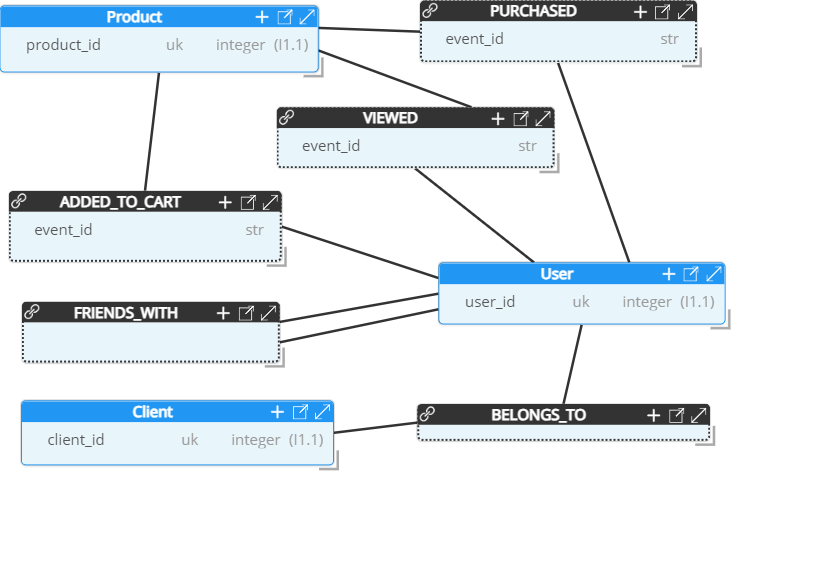 Product
product_id uk integer (I1.1)
PURCHASED
event_id str
VIEWED
event_id str
ADDED_TO_CART
event_id str
User
user_id uk integer (I1.1)
FRIENDS_WITH
Client
client_id uk integer (I1.1)
BELONGS_TO